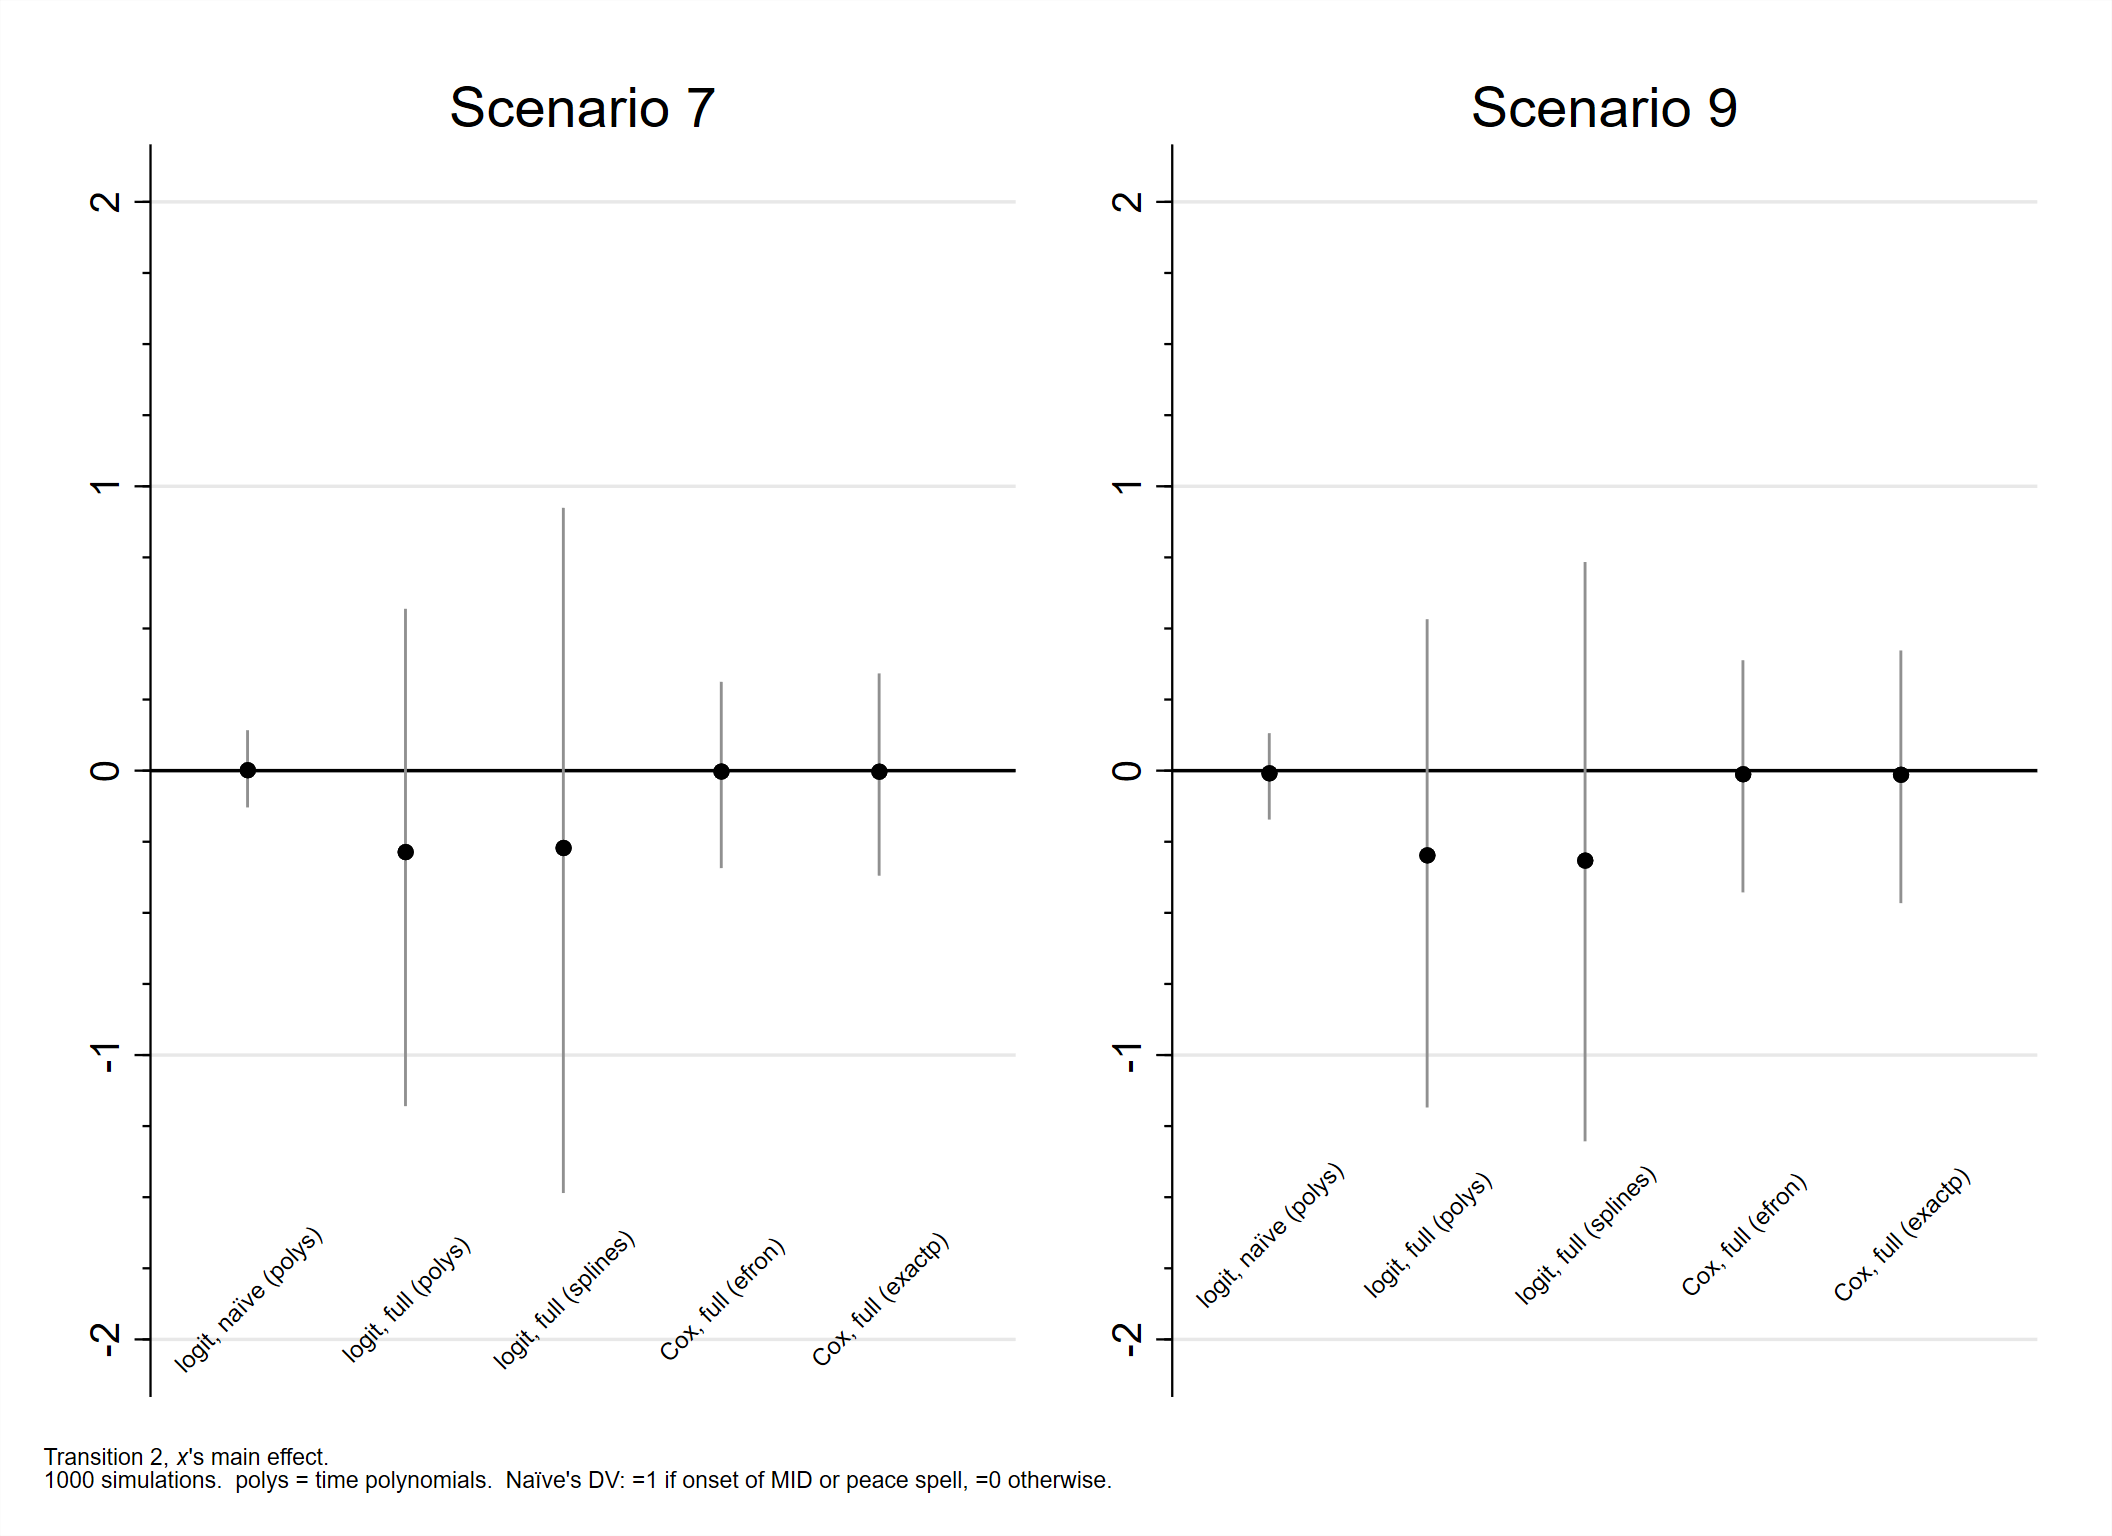 Scenario 7
2
1
0
-1
-2
logit, naïve (polys)
logit, full (polys)
logit, full (splines)
Cox, full (efron)
Cox, full (exactp)
Scenario 9
2
1
0
-1
-2
logit, naïve (polys)
logit, full (polys)
logit, full (splines)
Cox, full (efron)
Cox, full (exactp)
Transition 2, x's main effect.
1000 simulations.  polys = time polynomials.  Naïve's DV: =1 if onset of MID or peace spell, =0 otherwise.